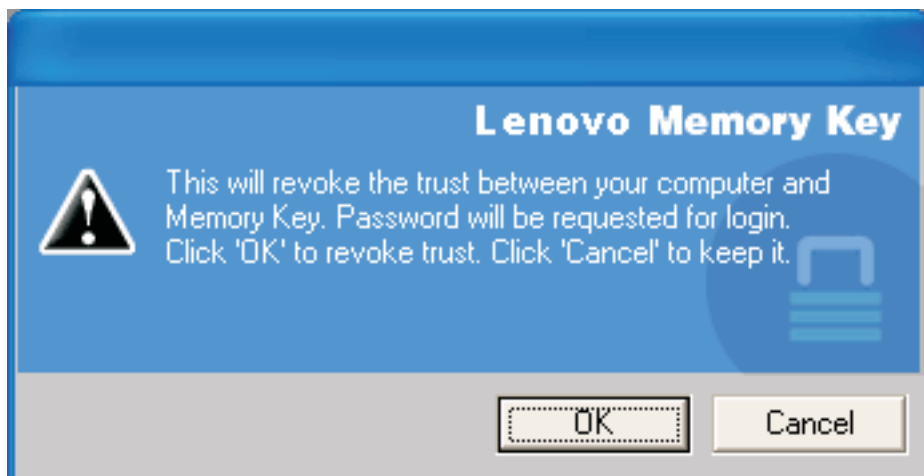 Lenovo Memory Key
This will revoke the trust between your computer and
Memory Key. Password will be requested for login.
Click 'OK' to revoke trust. Click 'Cancel' to keep it.
OK
Cancel